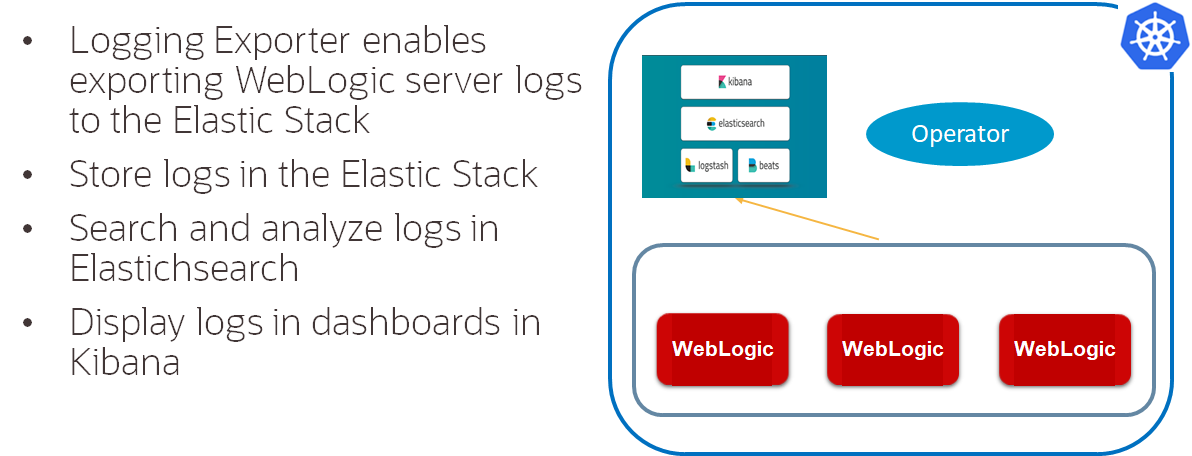 • Logging Exporter enables
exporting WebLogic server logs
to the Elastic Stack
• Store logs in the Elastic Stack
• Search and analyze logs in
Elastichsearch
• Display logs in dashboards in
Kibana
kibana
elasticsearch
logstash
beats
Operator
WebLogic
WebLogic
WebLogic